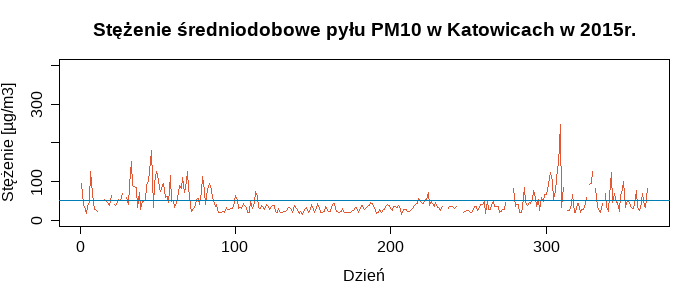 Stężenie średniodobowe pyłu PM10 w Katowicach w 2015r.
Stężenie [µg/m3]
300
100
0
0 100 200 300
Dzień